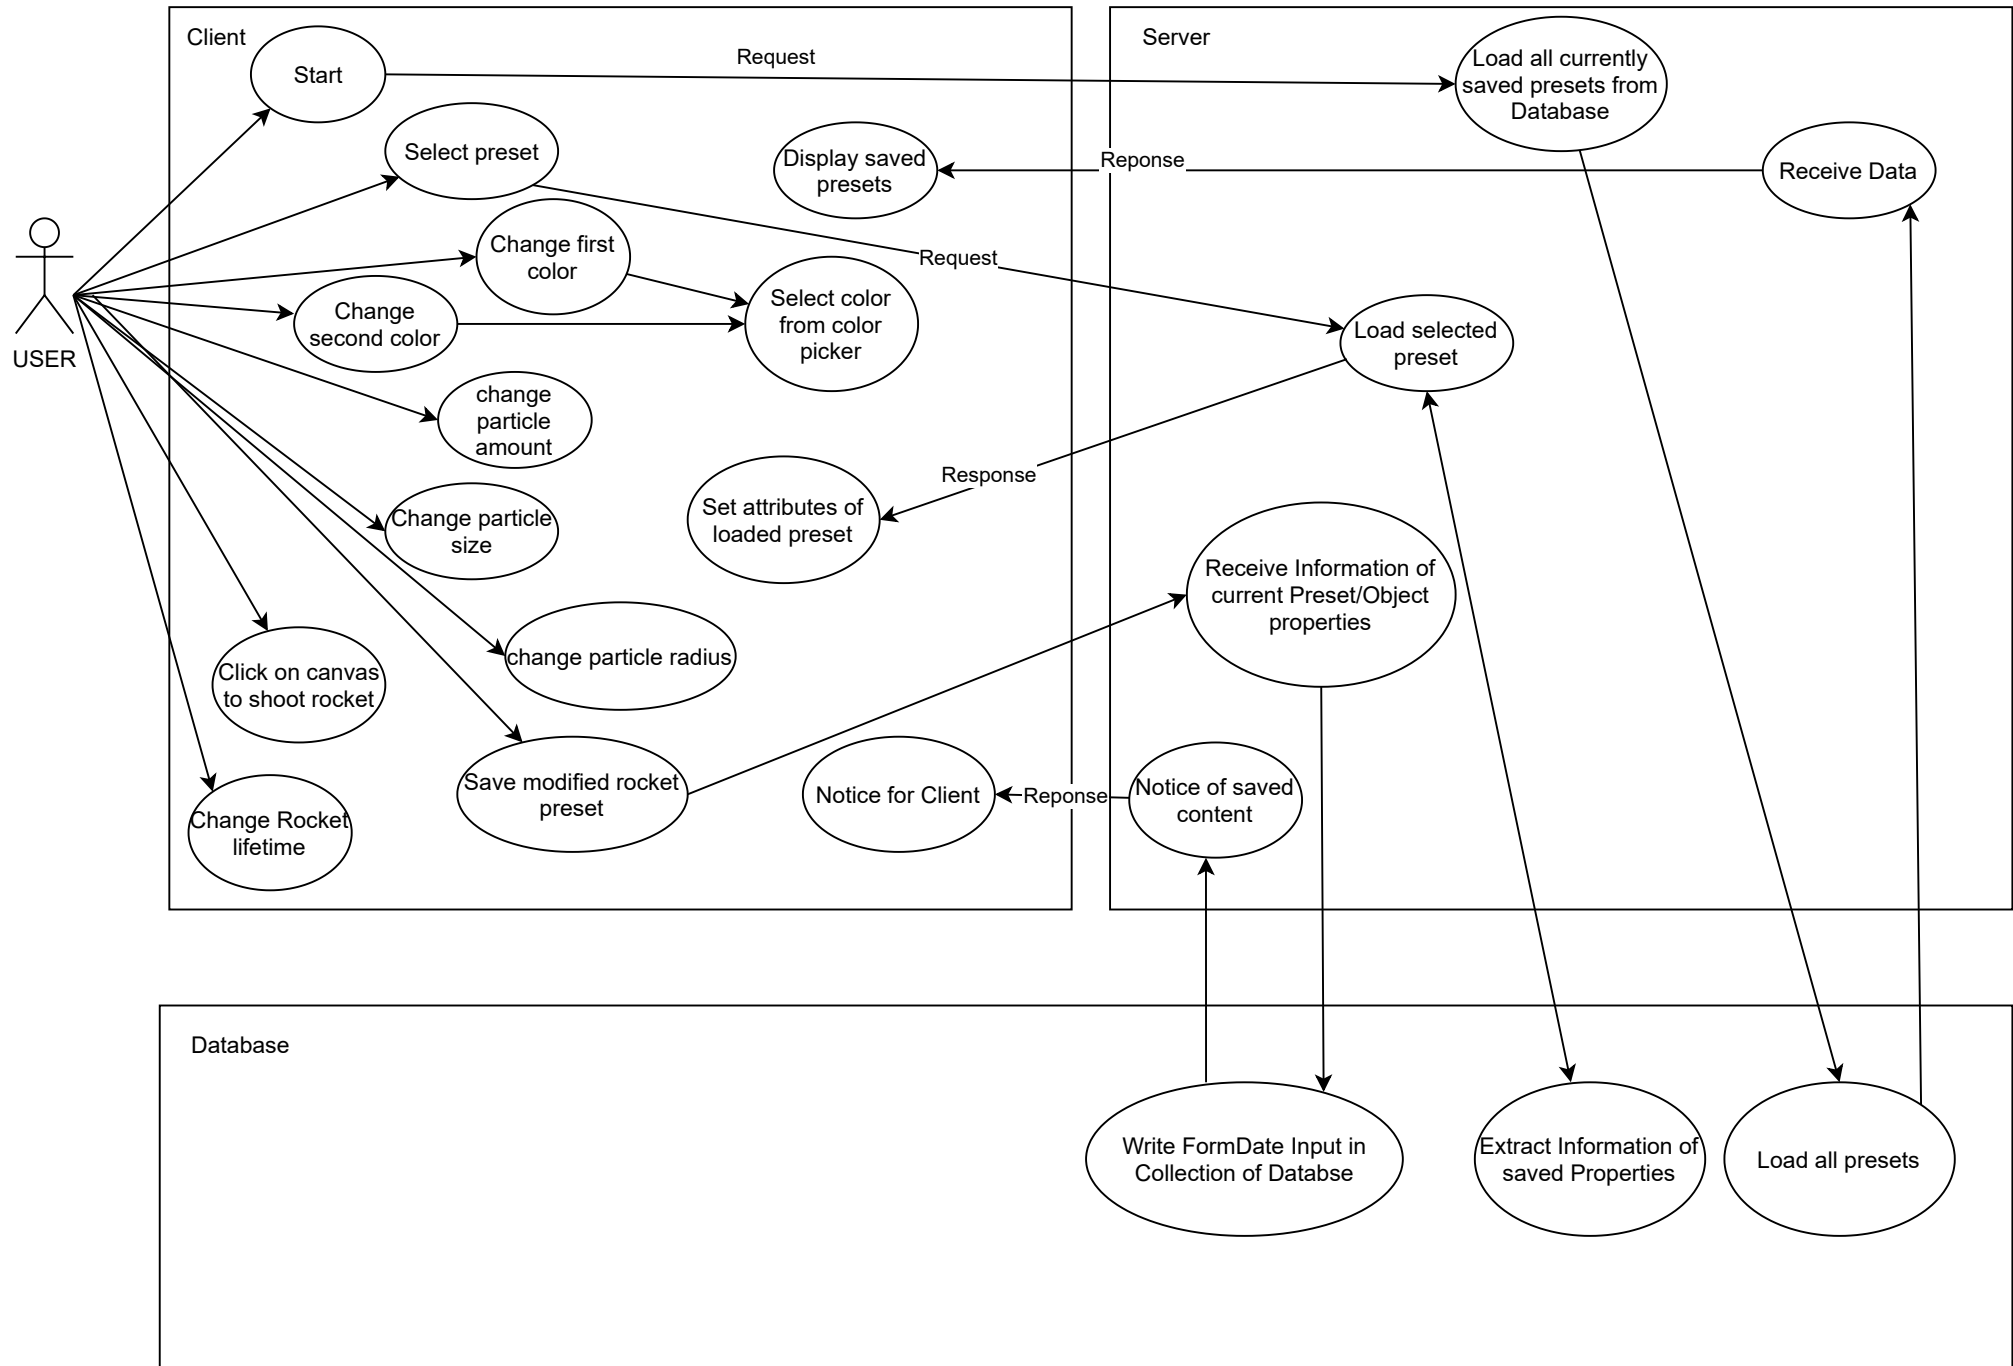 Client
Server
Start
Request
Load all currently
saved presets from
Database
Select preset
Display saved
presets
Reponse
Receive Data
Change first
color
Request
Change
second color
Select color
from color
picker
Load selected
preset
USER
change
particle
amount
Response
Change particle
size
Set attributes of
loaded preset
Receive Information of
current Preset/Object
properties
Click on canvas
to shoot rocket
change particle radius
Save modified rocket
preset
Notice for Client
Reponse
Notice of saved
content
Change Rocket
lifetime
Database
Write FormDate Input in
Collection of Databse
Extract Information of
saved Properties
Load all presets